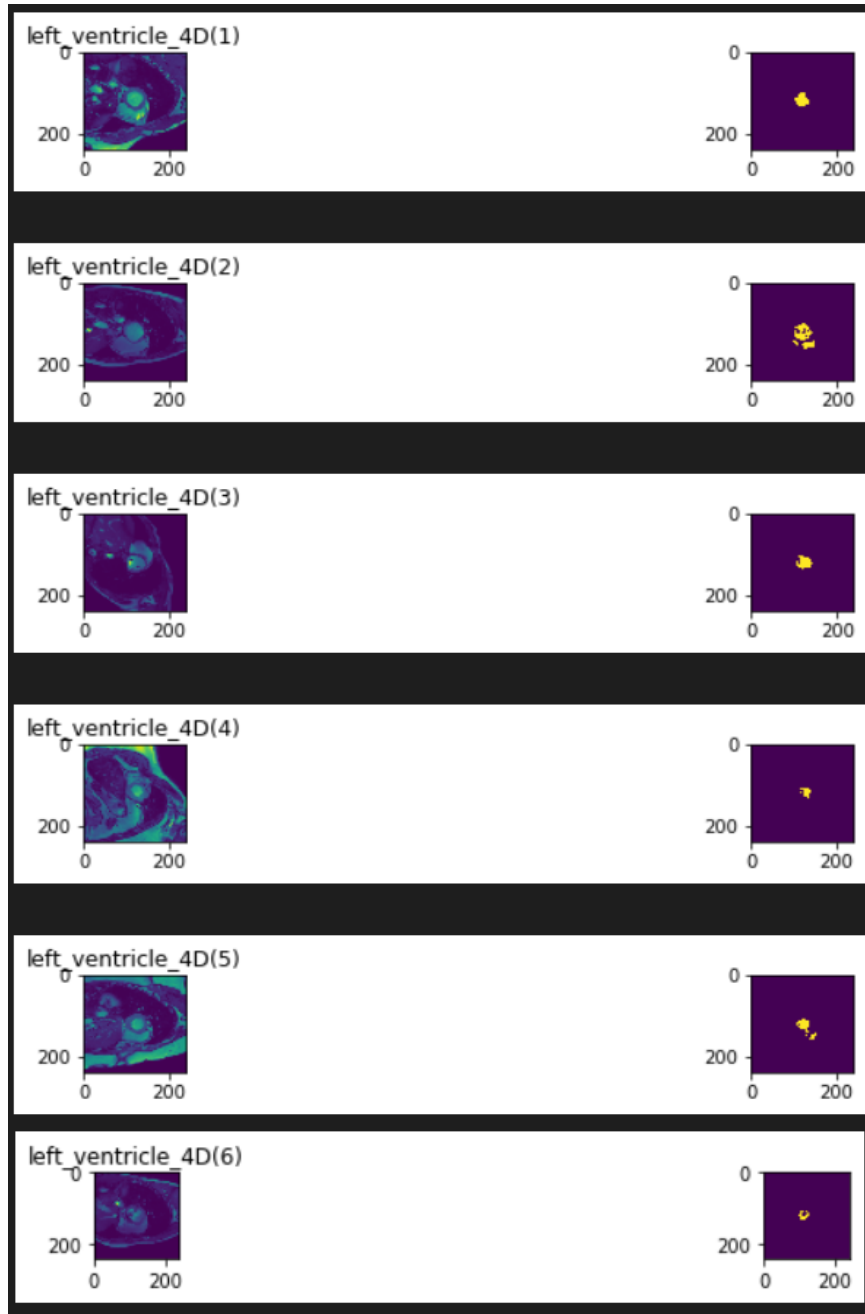 left_ventricle_4D(1)
0 0
200 200
0 200 0 200
left_ventricle_4D(2)
0 0
200 200
0 200 0 200
left_ventricle_4D(3)
0 0
200 200
0 200 0 200
left_ventricle_4D(4)
0 0
200 200
0 200 0 200
left_ventricle_4D(5)
0 0
200 200
0 200 0 200
left_ventricle_4D(6)
0 0
200 200
0 200 0 200